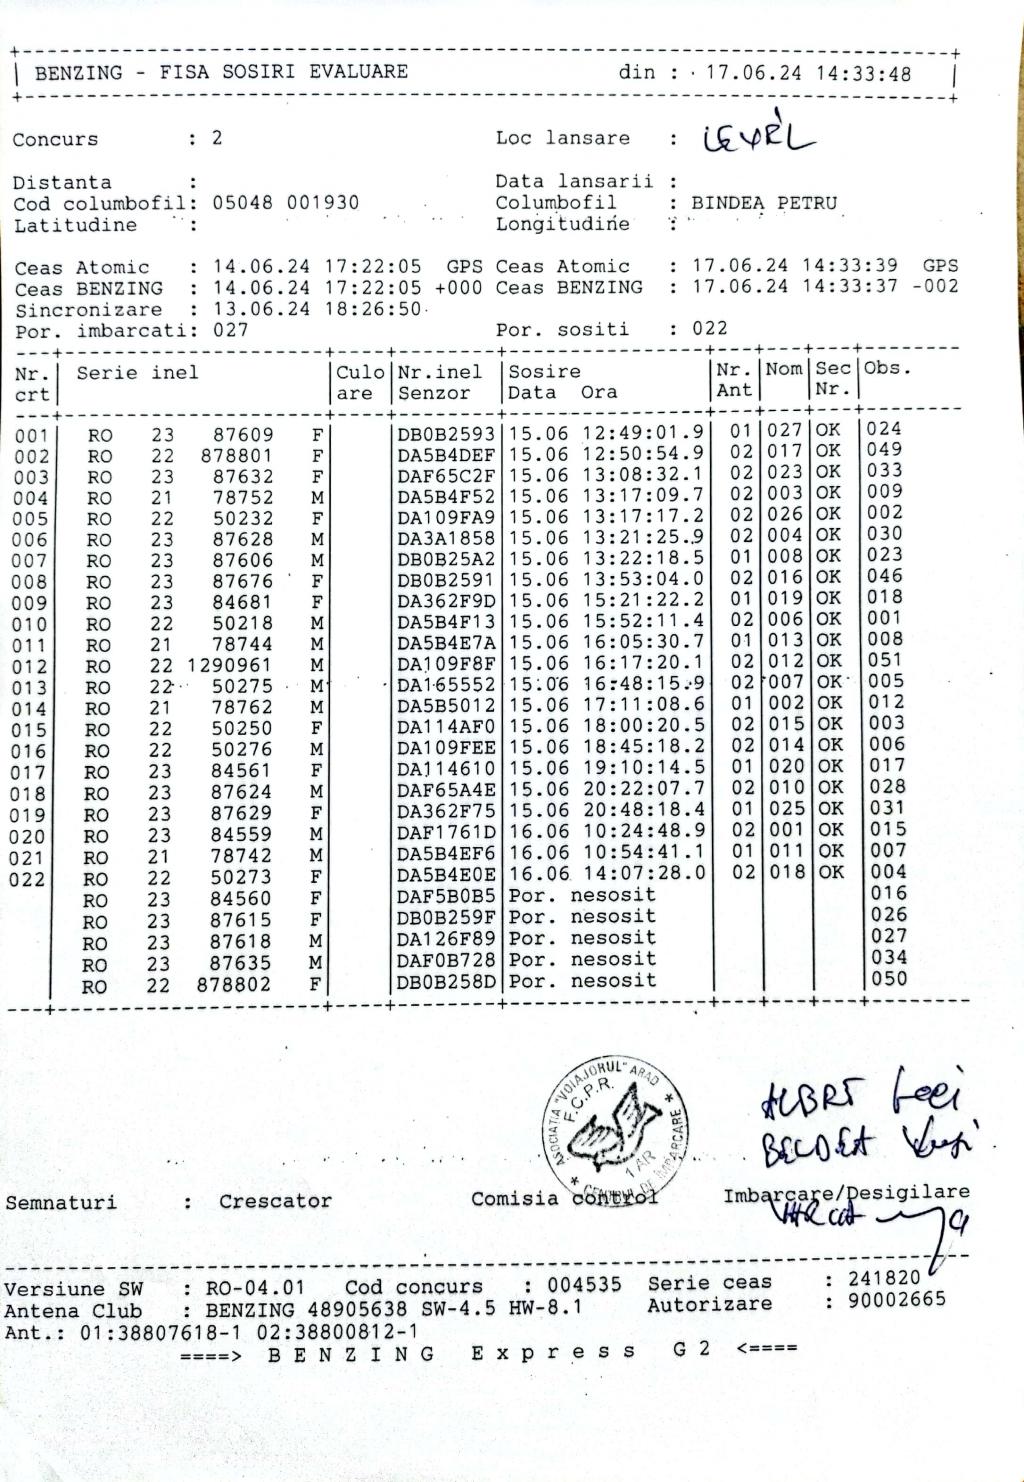 BENZING - FISA SOSIRI EVALUARE din : 17.06.24 14:33:48
Concurs : 2 Loc lansare :
Distanta : Data lansarii :
Cod columbofil: 05048 001930 Columbofil : BINDEA PETRU
Latitudine : Longitudine :
Ceas Atomic : 14.06.24 17:22:05 GPS Ceas Atomic : 17.06.24 14:33:39 GPS
Ceas BENZING : 14.06.24 17:22:05 +000 Ceas BENZING : 17.06.24 14:33:37 -002
Sincronizare : 13.06.24 18:26:50
Por. imbarcati: 027 Por. sositi : 022
Nr. Serie inel Culo Nr.inel Sosire Nr. Nom Sec Obs.
crt are Senzor Data Ora Ant Nr.
001 RO 23 87609 F DB0B2593 15.06 12:49:01.9 01 027 OK 024
002 RO 22 878801 F DA5B4DEF 15.06 12:50:54.9 02 017 OK 049
003 RO 23 87632 F DAF65C2F 15.06 13:08:32.1 02 023 OK 033
004 RO 21 78752 M DA5B4F52 15.06 13:17:09.7 02 003 OK 009
005 RO 22 50232 F DA109FA9 15.06 13:17:17.2 02 026 OK 002
006 RO 23 87628 M DA3A1858 15.06 13:21:25.9 02 004 OK 030
007 RO 23 87606 M DB0B25A2 15.06 13:22:18.5 01 008 OK 023
008 RO 23 87676 F DB0B2591 15.06 13:53:04.0 02 016 OK 046
009 RO 23 84681 F DA362F9D 15.06 15:21:22.2 01 019 OK 018
010 RO 22 50218 M DA5B4F13 15.06 15:52:11.4 02 006 OK 001
011 RO 21 78744 M DA5B4E7A 15.06 16:05:30.7 01 013 OK 008
012 RO 22 1290961 M DA109F8F 15.06 16:17:20.1 02 012 OK 051
013 RO 22 50275 M DA165552 15.06 16:48:15.9 02 007 OK 005
014 RO 21 78762 M DA5B5012 15.06 17:11:08.6 01 002 OK 012
015 RO 22 50250 F DA114AF0 15.06 18:00:20.5 02 015 OK 003
016 RO 22 50276 M DA109FEE 15.06 18:45:18.2 02 014 OK 006
017 RO 23 84561 F DA114610 15.06 19:10:14.5 01 020 OK 017
018 RO 23 87624 M DAF65A4E 15.06 20:22:07.7 02 010 OK 028
019 RO 23 87629 F DA362F75 15.06 20:48:18.4 01 025 OK 031
020 RO 23 84559 M DAF1761D 16.06 10:24:48.9 02 001 OK 015
021 RO 21 78742 M DA5B4EF6 16.06 10:54:41.1 01 011 OK 007
022 RO 22 50273 F DA5B4E0E 16.06 14:07:28.0 02 018 OK 004
RO 23 84560 F DAF5B0B5 Por. nesosit 016
RO 23 87615 F DB0B259F Por. nesosit 026
RO 23 87618 M DA126F89 Por. nesosit 027
RO 23 87635 M DAF0B728 Por. nesosit 034
RO 22 878802 F DB0B258D Por. nesosit 050
ASOCIATIA "VOIAJORUL" ARAD
F.C.P.R.
1 AR
CENTRUL DE IMBARCARE
Semnaturi : Crescator Comisia control Imbarcare/Desigilare
Versiune SW : RO-04.01 Cod concurs : 004535 Serie ceas : 241820
Antena Club : BENZING 48905638 SW-4.5 HW-8.1 Autorizare : 90002665
Ant.: 01:38807618-1 02:38800812-1
====> B E N Z I N G E x p r e s s G 2 <====